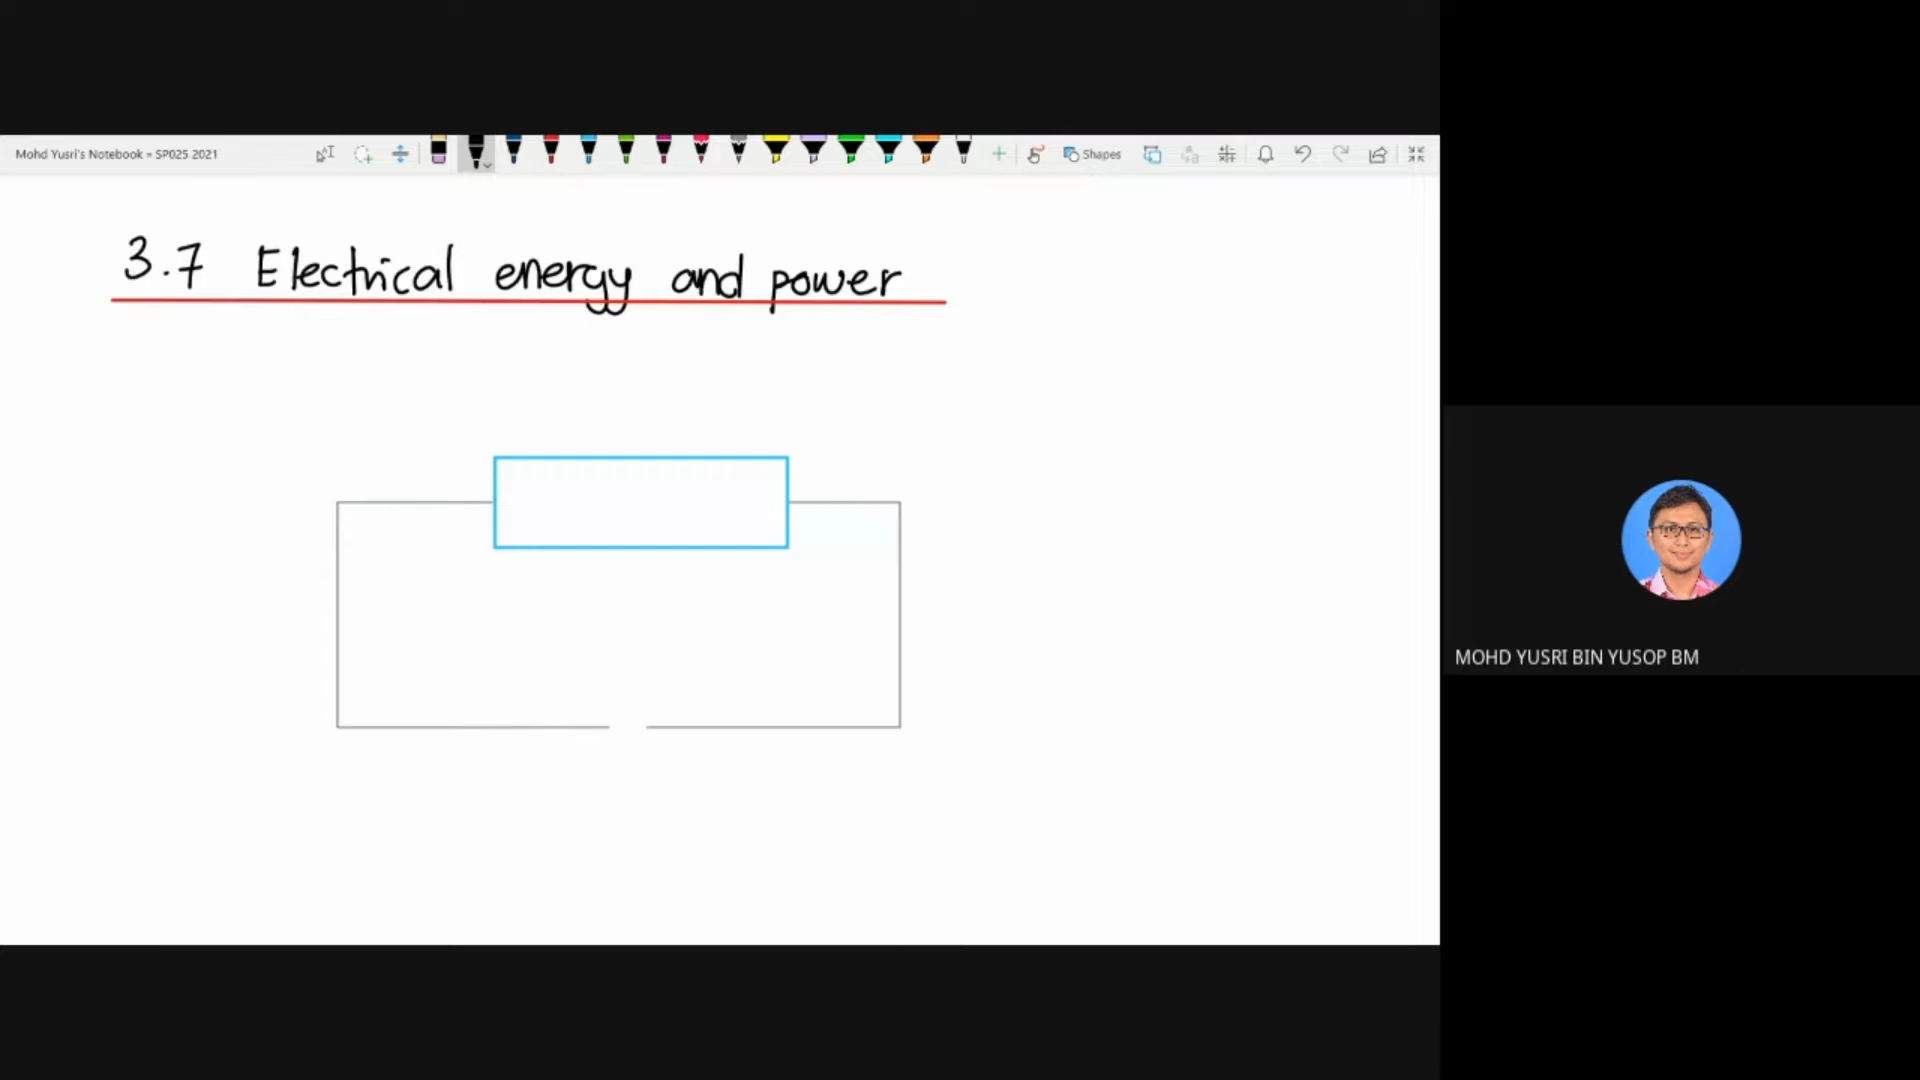 Mohd Yusri's Notebook » SP025 2021
Shapes
3.7 Electrical energy and power
MOHD YUSRI BIN YUSOP BM